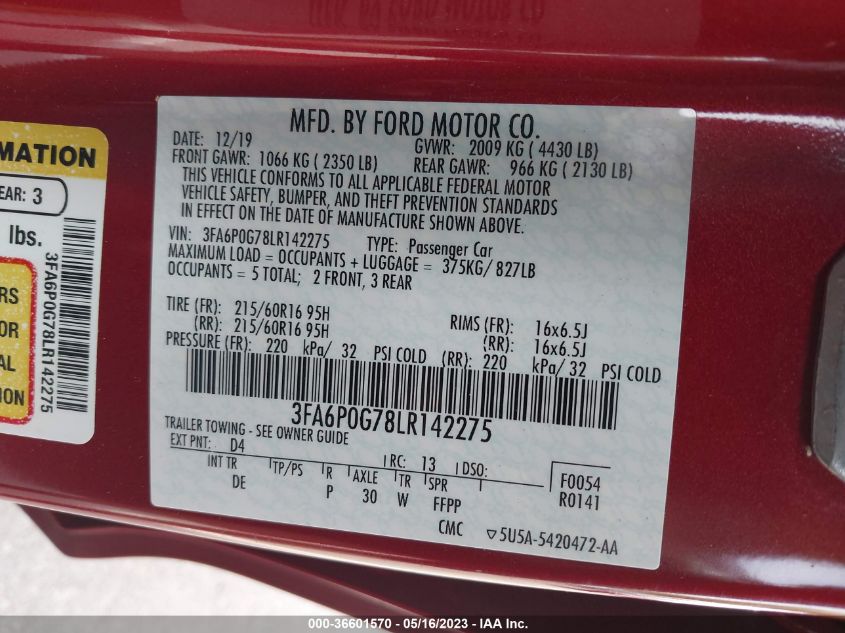 MFD. BY FORD MOTOR CO.
DATE: 12/19 GVWR: 2009 KG ( 4430 LB)
FRONT GAWR: 1066 KG ( 2350 LB) REAR GAWR: 966 KG ( 2130 LB)
THIS VEHICLE CONFORMS TO ALL APPLICABLE FEDERAL MOTOR
VEHICLE SAFETY, BUMPER, AND THEFT PREVENTION STANDARDS
IN EFFECT ON THE DATE OF MANUFACTURE SHOWN ABOVE.
VIN: 3FA6P0G78LR142275 TYPE: Passenger Car
MAXIMUM LOAD = OCCUPANTS + LUGGAGE = 375KG/ 827LB
OCCUPANTS = 5 TOTAL; 2 FRONT, 3 REAR
TIRE (FR): 215/60R16 95H RIMS (FR): 16x6.5J
(RR): 215/60R16 95H (RR): 16x6.5J
PRESSURE (FR): 220 kPa/ 32 PSI COLD (RR): 220 kPa/ 32 PSI COLD
3FA6P0G78LR142275
TRAILER TOWING - SEE OWNER GUIDE
EXT PNT: D4 RC: 13 DSO: F0054
INT TR TP/PS R AXLE TR SPR R0141
DE P 30 W FFPP
CMC 5U5A-5420472-AA
MATION
EAR: 3
lbs.
3FA6P0G78LR142275
RS
OR
AL
ION
000-36601570 - 05/16/2023 - IAA Inc.